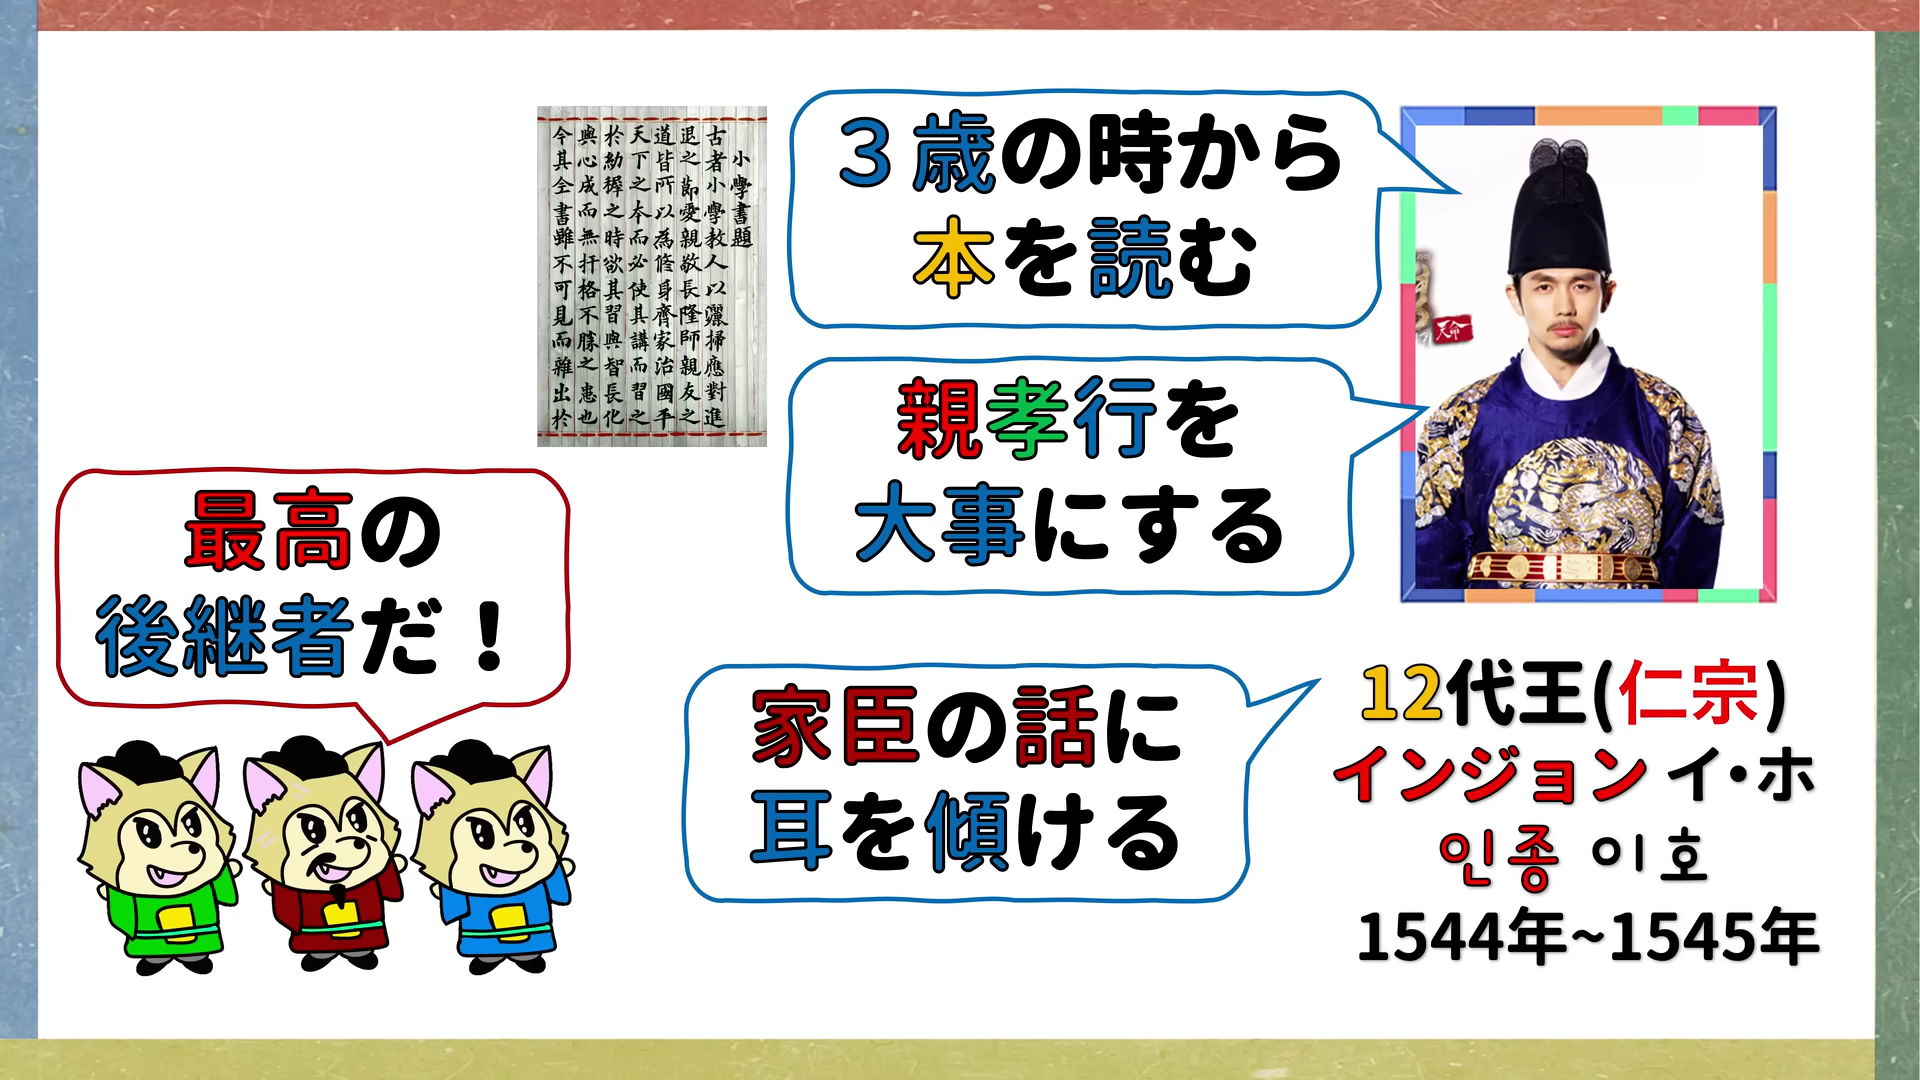 小學書題
古者小學教人以灑掃應對進
退之節愛親敬長隆師親友之
道皆所以為修身齊家治國平
天下之本而必使其講而習之
於幼穉之時欲其習與智長化
與心成而無扞格不勝之患也
今其全書雖不可見而雜出於
３歳の時から
本を読む
親孝行を
大事にする
天命
最高の
後継者だ！
家臣の話に
耳を傾ける
12代王(仁宗)
インジョン イ・ホ
인종 이호
1544年~1545年